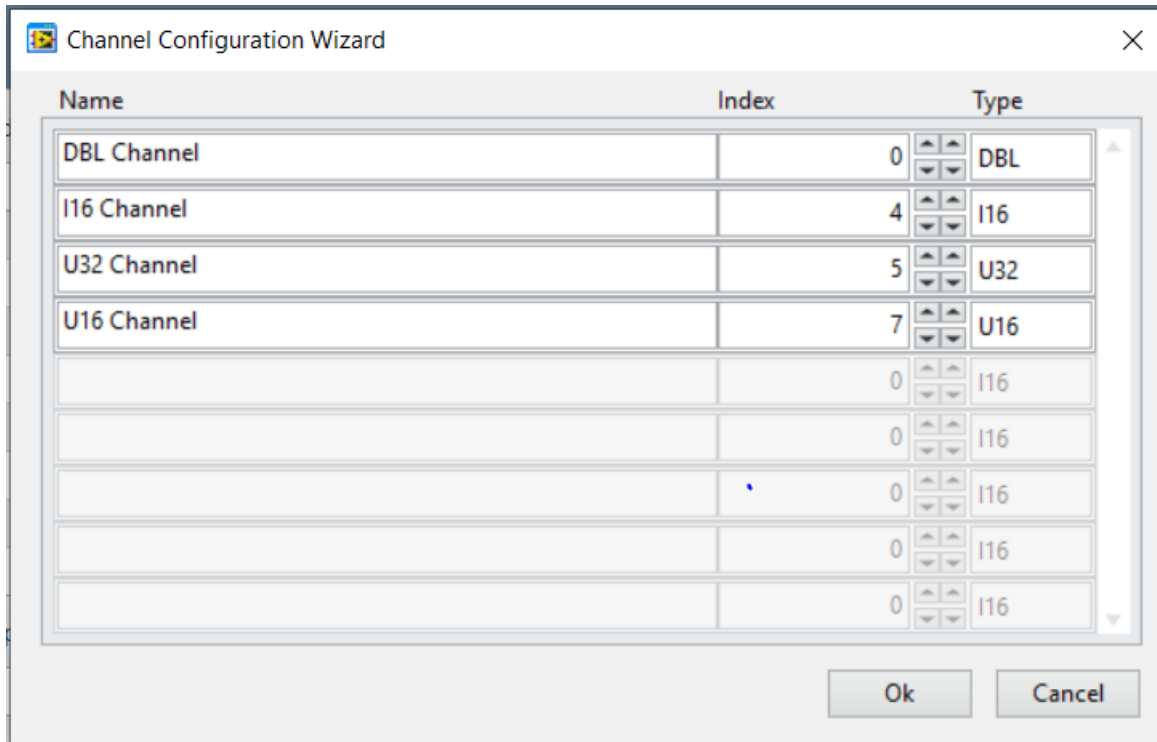 Channel Configuration Wizard
Name Index Type
DBL Channel 0 DBL
I16 Channel 4 I16
U32 Channel 5 U32
U16 Channel 7 U16
0 I16
0 I16
0 I16
0 I16
0 I16
Ok Cancel